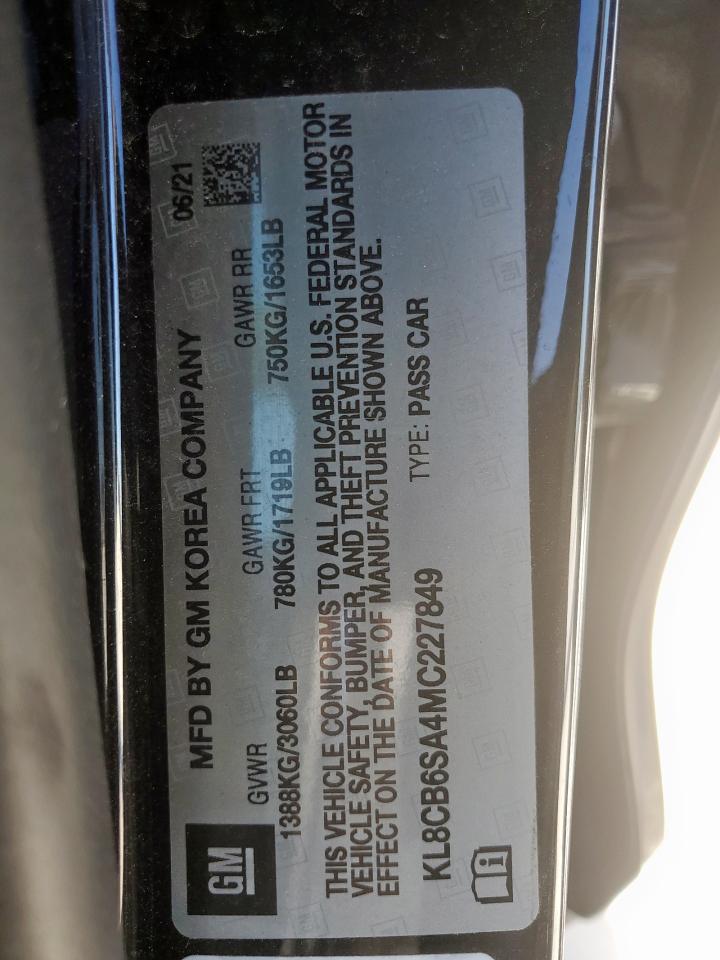 GM
MFD BY GM KOREA COMPANY 06/21
GVWR GAWR FRT GAWR RR
1388KG/3060LB 780KG/1719LB 750KG/1653LB
THIS VEHICLE CONFORMS TO ALL APPLICABLE U.S. FEDERAL MOTOR
VEHICLE SAFETY, BUMPER, AND THEFT PREVENTION STANDARDS IN
EFFECT ON THE DATE OF MANUFACTURE SHOWN ABOVE.
KL8CB6SA4MC227849 TYPE: PASS CAR